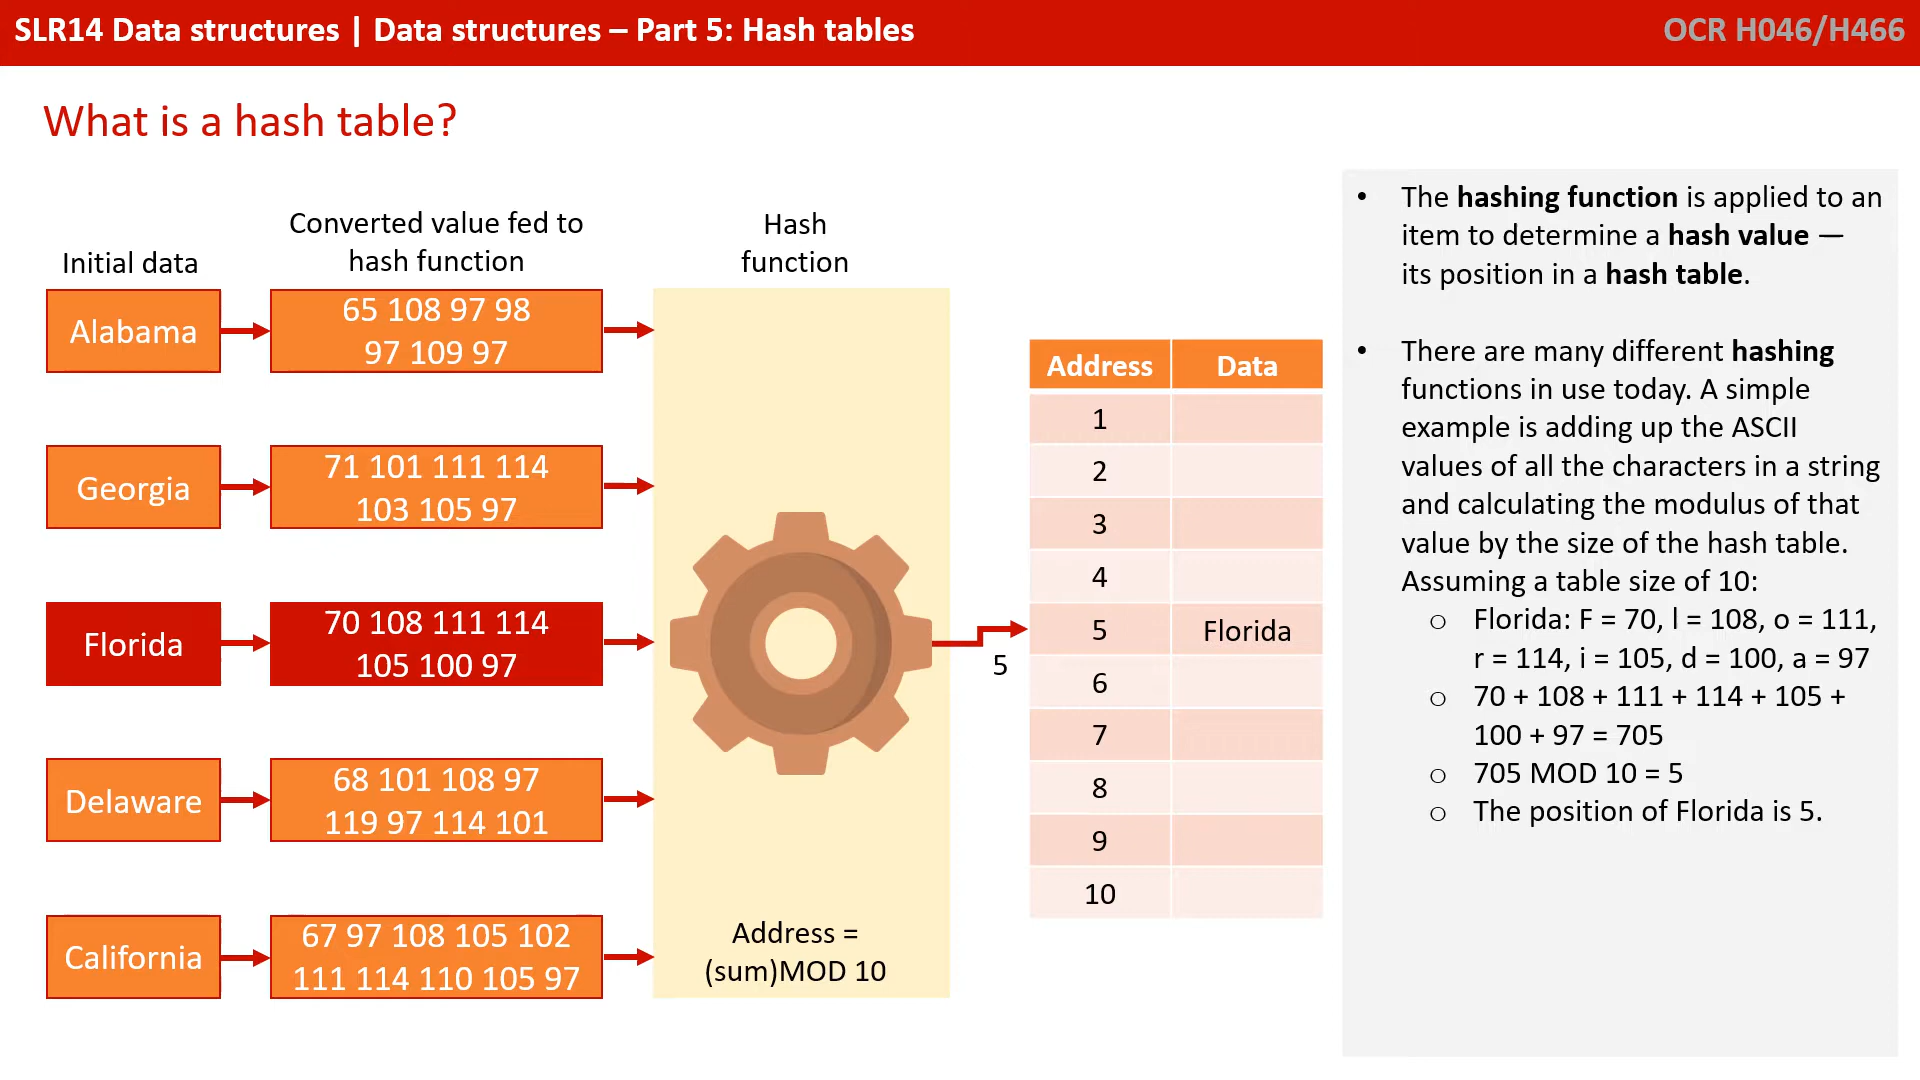 SLR14 Data structures | Data structures – Part 5: Hash tables
OCR H046/H466
What is a hash table?
Initial data
Converted value fed to
hash function
Hash
function
Alabama
65 108 97 98
97 109 97
Georgia
71 101 111 114
103 105 97
Florida
70 108 111 114
105 100 97
Delaware
68 101 108 97
119 97 114 101
California
67 97 108 105 102
111 114 110 105 97
Address =
(sum)MOD 10
5
Address Data
1
2
3
4
5 Florida
6
7
8
9
10
• The hashing function is applied to an
item to determine a hash value —
its position in a hash table.
• There are many different hashing
functions in use today. A simple
example is adding up the ASCII
values of all the characters in a string
and calculating the modulus of that
value by the size of the hash table.
Assuming a table size of 10:
o Florida: F = 70, l = 108, o = 111,
r = 114, i = 105, d = 100, a = 97
o 70 + 108 + 111 + 114 + 105 +
100 + 97 = 705
o 705 MOD 10 = 5
o The position of Florida is 5.